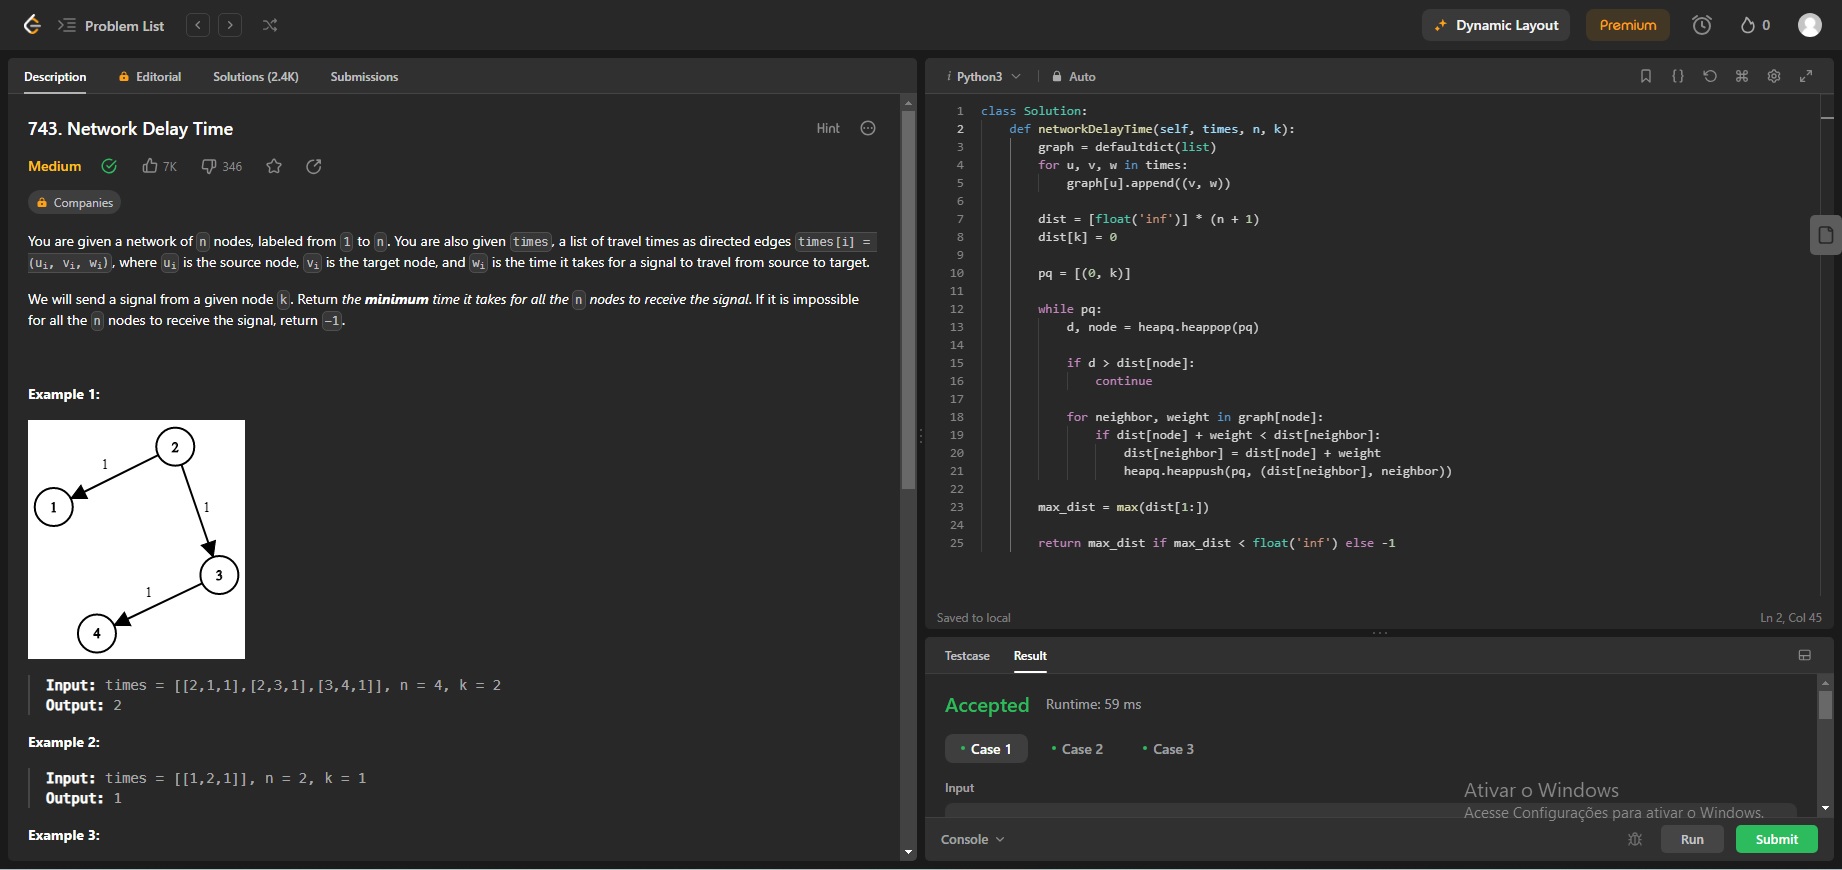 Problem List
Dynamic Layout
Premium
0
Description
Editorial
Solutions (2.4K)
Submissions
743. Network Delay Time
Hint
Medium
7K
346
Companies
You are given a network of n nodes, labeled from 1 to n. You are also given times, a list of travel times as directed edges times[i] =
(ui, vi, wi), where ui is the source node, vi is the target node, and wi is the time it takes for a signal to travel from source to target.
We will send a signal from a given node k. Return the minimum time it takes for all the n nodes to receive the signal. If it is impossible
for all the n nodes to receive the signal, return -1.
Example 1:
2
1
1
1
3
1
4
Input: times = [[2,1,1],[2,3,1],[3,4,1]], n = 4, k = 2
Output: 2
Example 2:
Input: times = [[1,2,1]], n = 2, k = 1
Output: 1
Example 3:
i Python3
Auto
{}
1 class Solution:
2     def networkDelayTime(self, times, n, k):
3         graph = defaultdict(list)
4         for u, v, w in times:
5             graph[u].append((v, w))
6
7         dist = [float('inf')] * (n + 1)
8         dist[k] = 0
9
10         pq = [(0, k)]
11
12         while pq:
13             d, node = heapq.heappop(pq)
14
15             if d > dist[node]:
16                 continue
17
18             for neighbor, weight in graph[node]:
19                 if dist[node] + weight < dist[neighbor]:
20                     dist[neighbor] = dist[node] + weight
21                     heapq.heappush(pq, (dist[neighbor], neighbor))
22
23         max_dist = max(dist[1:])
24
25         return max_dist if max_dist < float('inf') else -1
Saved to local
Ln 2, Col 45
Testcase
Result
Accepted
Runtime: 59 ms
Case 1
Case 2
Case 3
Input
Ativar o Windows
Acesse Configurações para ativar o Windows.
Console
Run
Submit